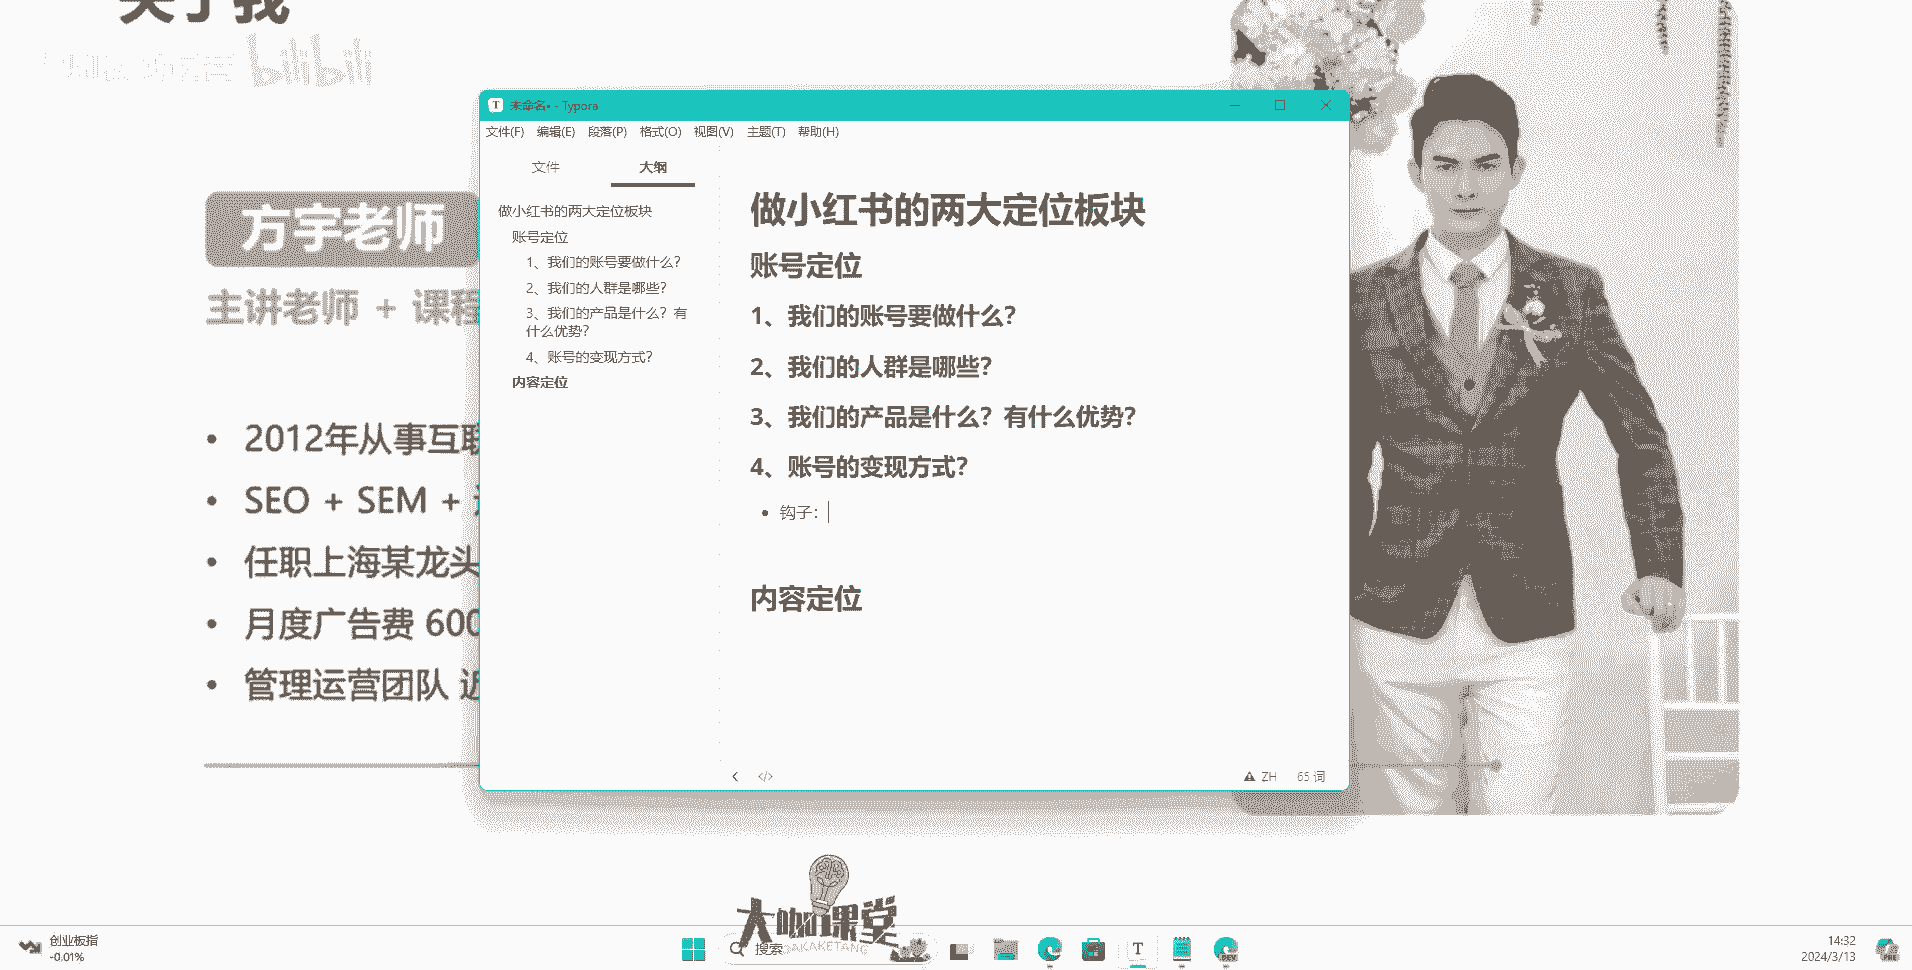 关于我
bilibili
未命名• - Typora
文件(F) 编辑(E) 段落(P) 格式(O) 视图(V) 主题(T) 帮助(H)
文件 大纲
做小红书的两大定位板块
账号定位
1、我们的账号要做什么?
2、我们的人群是哪些?
3、我们的产品是什么?有
什么优势?
4、账号的变现方式?
内容定位
做小红书的两大定位板块
账号定位
1、我们的账号要做什么?
2、我们的人群是哪些?
3、我们的产品是什么?有什么优势?
4、账号的变现方式?
• 钩子:
内容定位
</> ZH 65 词
方宇老师
主讲老师 + 课程
• 2012年从事互联
• SEO + SEM +
• 任职上海某龙头
• 月度广告费 600
• 管理运营团队 近
大咖课堂
DAKAKETANG
创业板指
-0.01%
搜索
T
DEV
14:32
2024/3/13
PRE